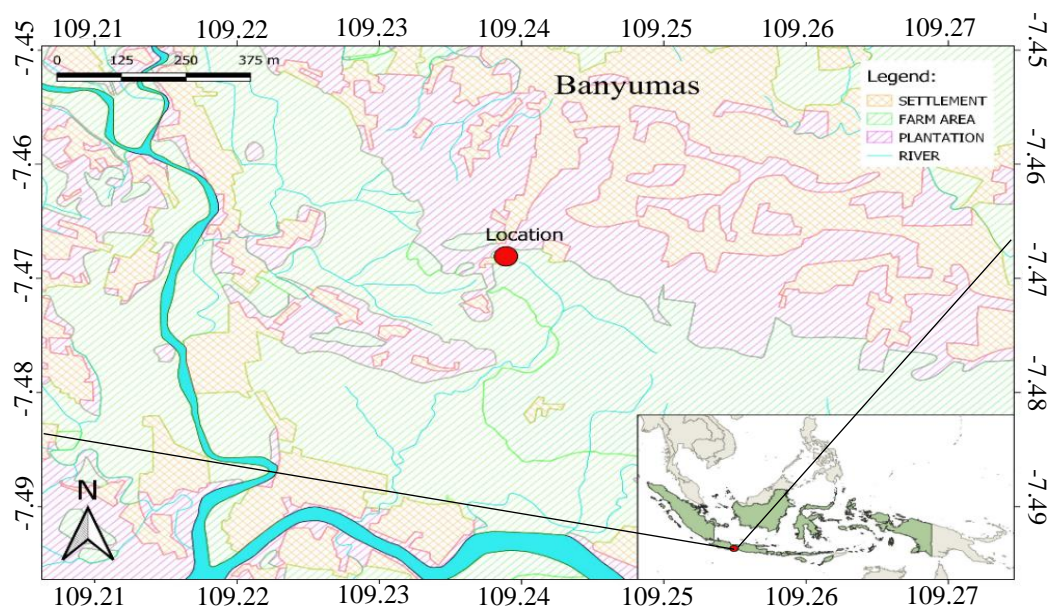 109.21 109.22 109.23 109.24 109.25 109.26 109.27
-7.45 -7.45
0 125 250 375 m
Banyumas
Legend:
SETTLEMENT
FARM AREA
PLANTATION
RIVER
-7.46 -7.46
Location
-7.47 -7.47
-7.48 -7.48
-7.49 -7.49
N
109.21 109.22 109.23 109.24 109.25 109.26 109.27